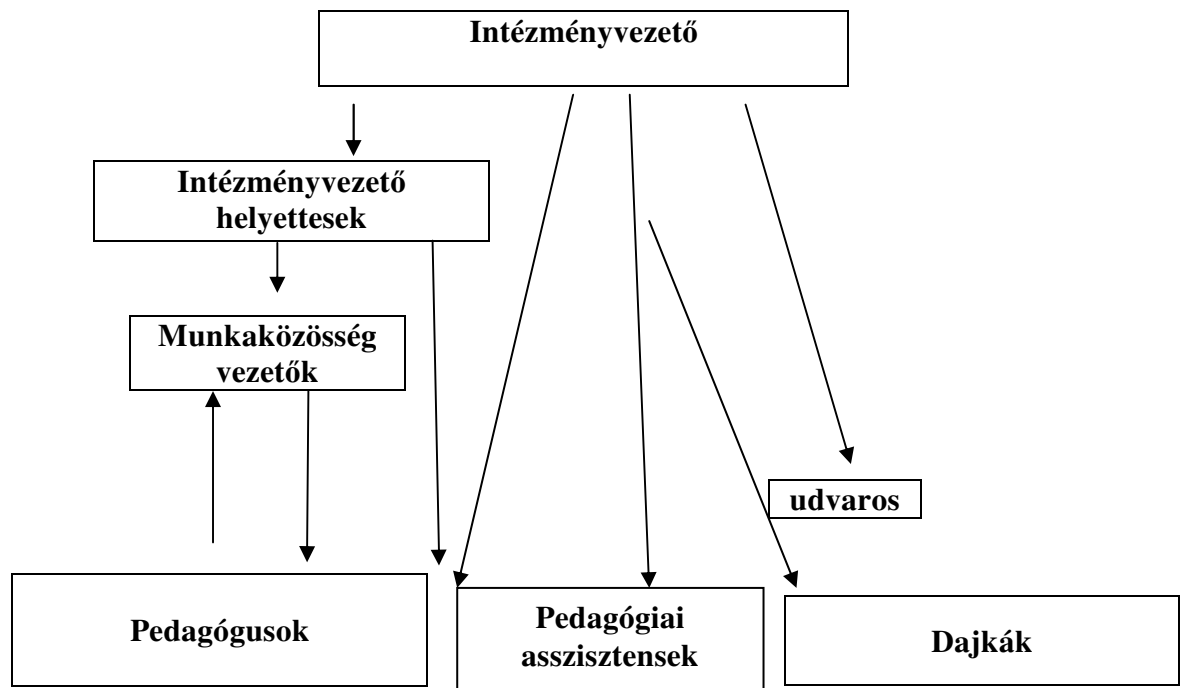 Intézményvezető
Intézményvezető
helyettesek
Munkaközösség
vezetők
udvaros
Pedagógusok
Pedagógiai
asszisztensek
Dajkák